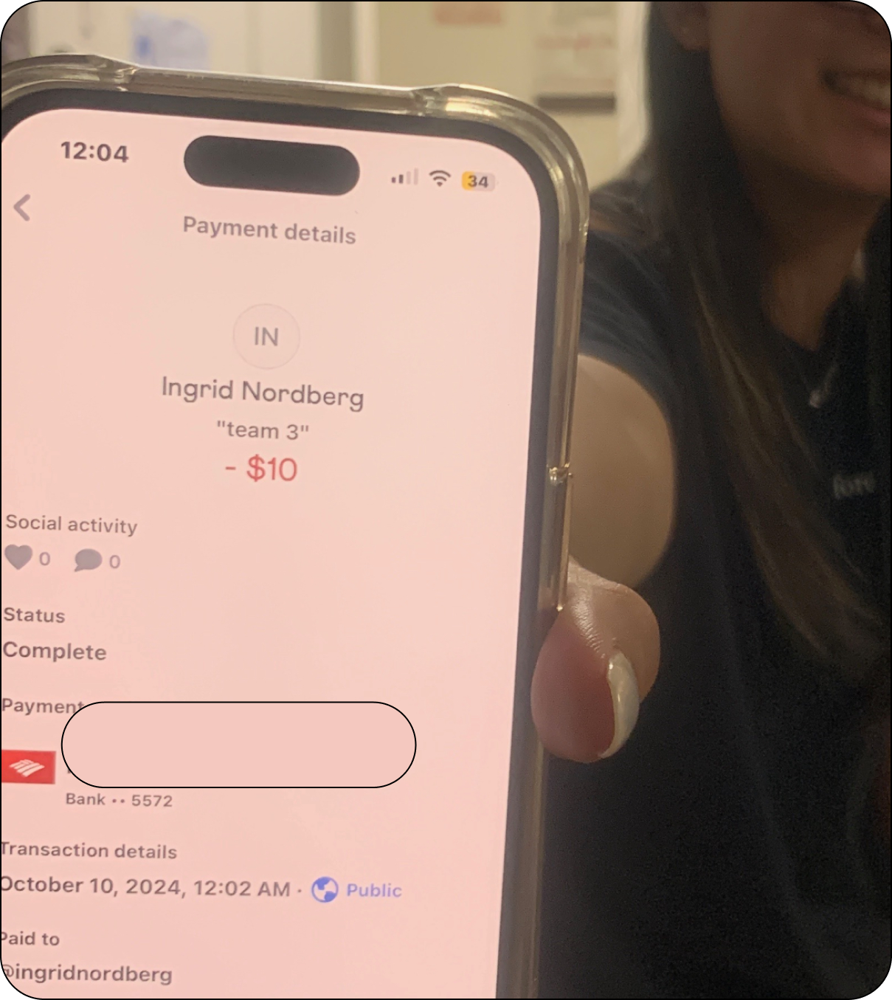 12:04
34
Payment details
IN
Ingrid Nordberg
"team 3"
- $10
Social activity
0 0
Status
Complete
Payment
Bank •• 5572
Transaction details
October 10, 2024, 12:02 AM · Public
Paid to
@ingridnordberg